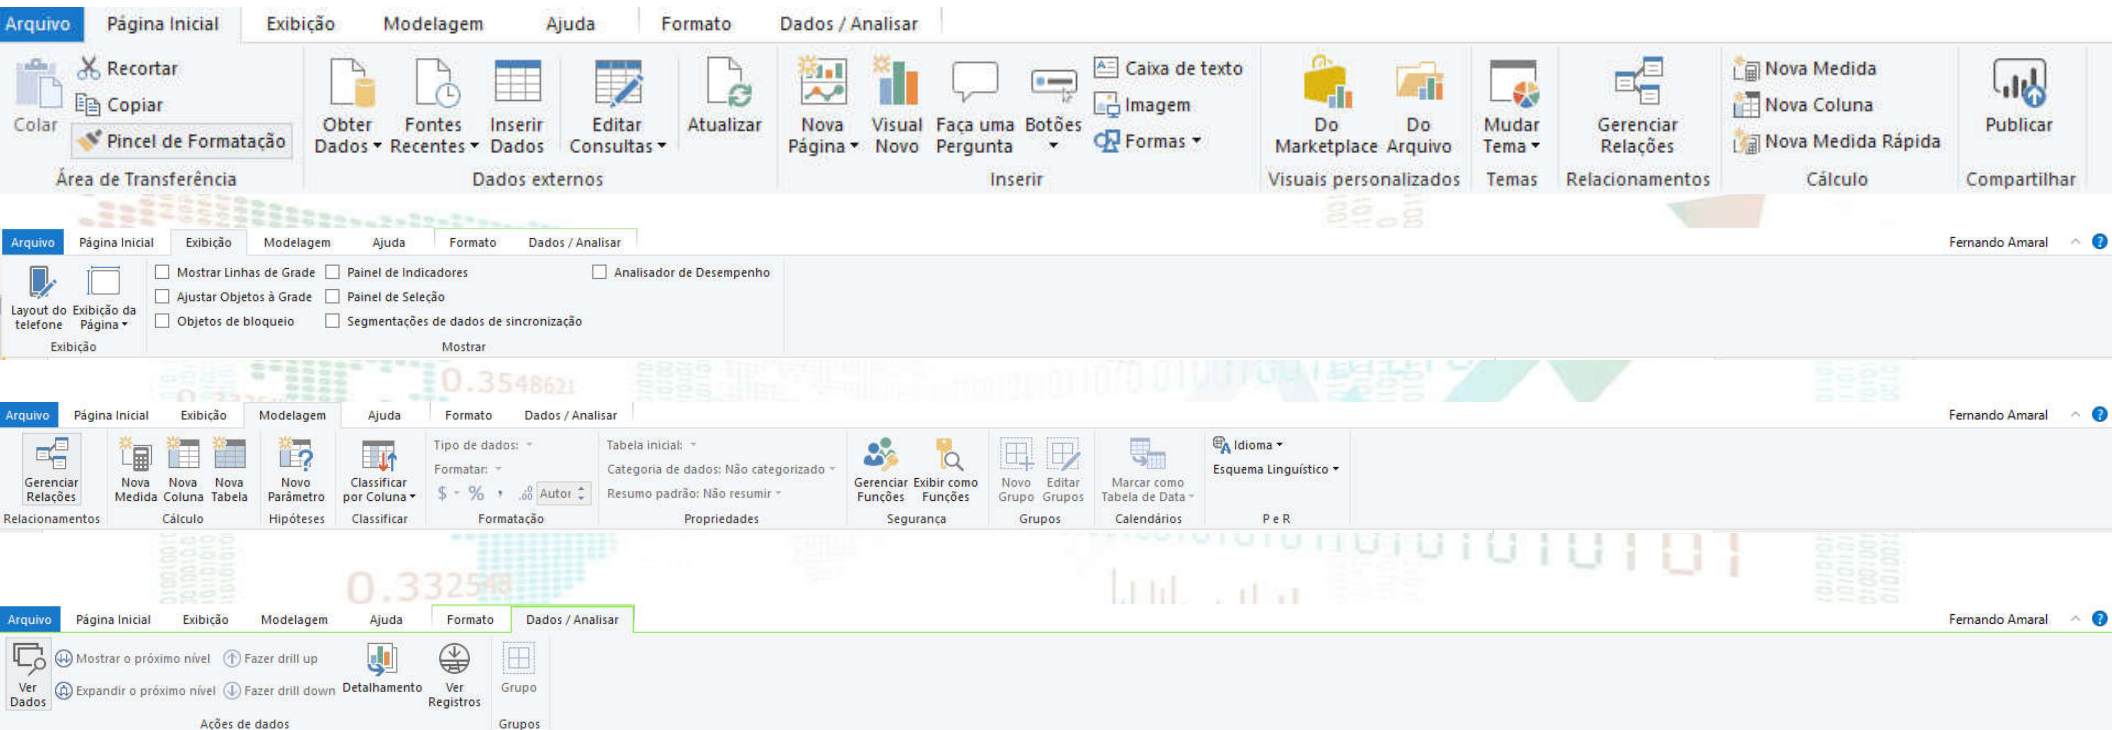 Arquivo Página Inicial Exibição Modelagem Ajuda Formato Dados / Analisar
Colar
Recortar
Copiar
Pincel de Formatação
Área de Transferência
Obter Dados
Fontes Recentes
Inserir Dados
Editar Consultas
Atualizar
Dados externos
Nova Página
Visual Novo
Faça uma Pergunta
Botões
Caixa de texto
Imagem
Formas
Inserir
Do Marketplace
Do Arquivo
Visuais personalizados
Mudar Tema
Temas
Gerenciar Relações
Relacionamentos
Nova Medida
Nova Coluna
Nova Medida Rápida
Cálculo
Publicar
Compartilhar
Arquivo Página Inicial Exibição Modelagem Ajuda Formato Dados / Analisar Fernando Amaral
Layout do telefone
Exibição da Página
Exibição
Mostrar Linhas de Grade
Ajustar Objetos à Grade
Objetos de bloqueio
Painel de Indicadores
Painel de Seleção
Segmentações de dados de sincronização
Analisador de Desempenho
Mostrar
0.3548621
Arquivo Página Inicial Exibição Modelagem Ajuda Formato Dados / Analisar Fernando Amaral
Gerenciar Relações
Relacionamentos
Nova Medida
Nova Coluna
Nova Tabela
Cálculo
Novo Parâmetro
Hipóteses
Classificar por Coluna
Classificar
Tipo de dados:
Formatar:
$ % , .00 Autor
Formatação
Tabela inicial:
Categoria de dados: Não categorizado
Resumo padrão: Não resumir
Propriedades
Gerenciar Funções
Exibir como Funções
Segurança
Novo Grupo
Editar Grupos
Grupos
Marcar como Tabela de Data
Calendários
Idioma
Esquema Linguístico
P e R
0.332548
Arquivo Página Inicial Exibição Modelagem Ajuda Formato Dados / Analisar Fernando Amaral
Ver Dados
Mostrar o próximo nível
Expandir o próximo nível
Fazer drill up
Fazer drill down
Detalhamento
Ver Registros
Ações de dados
Grupo
Grupos